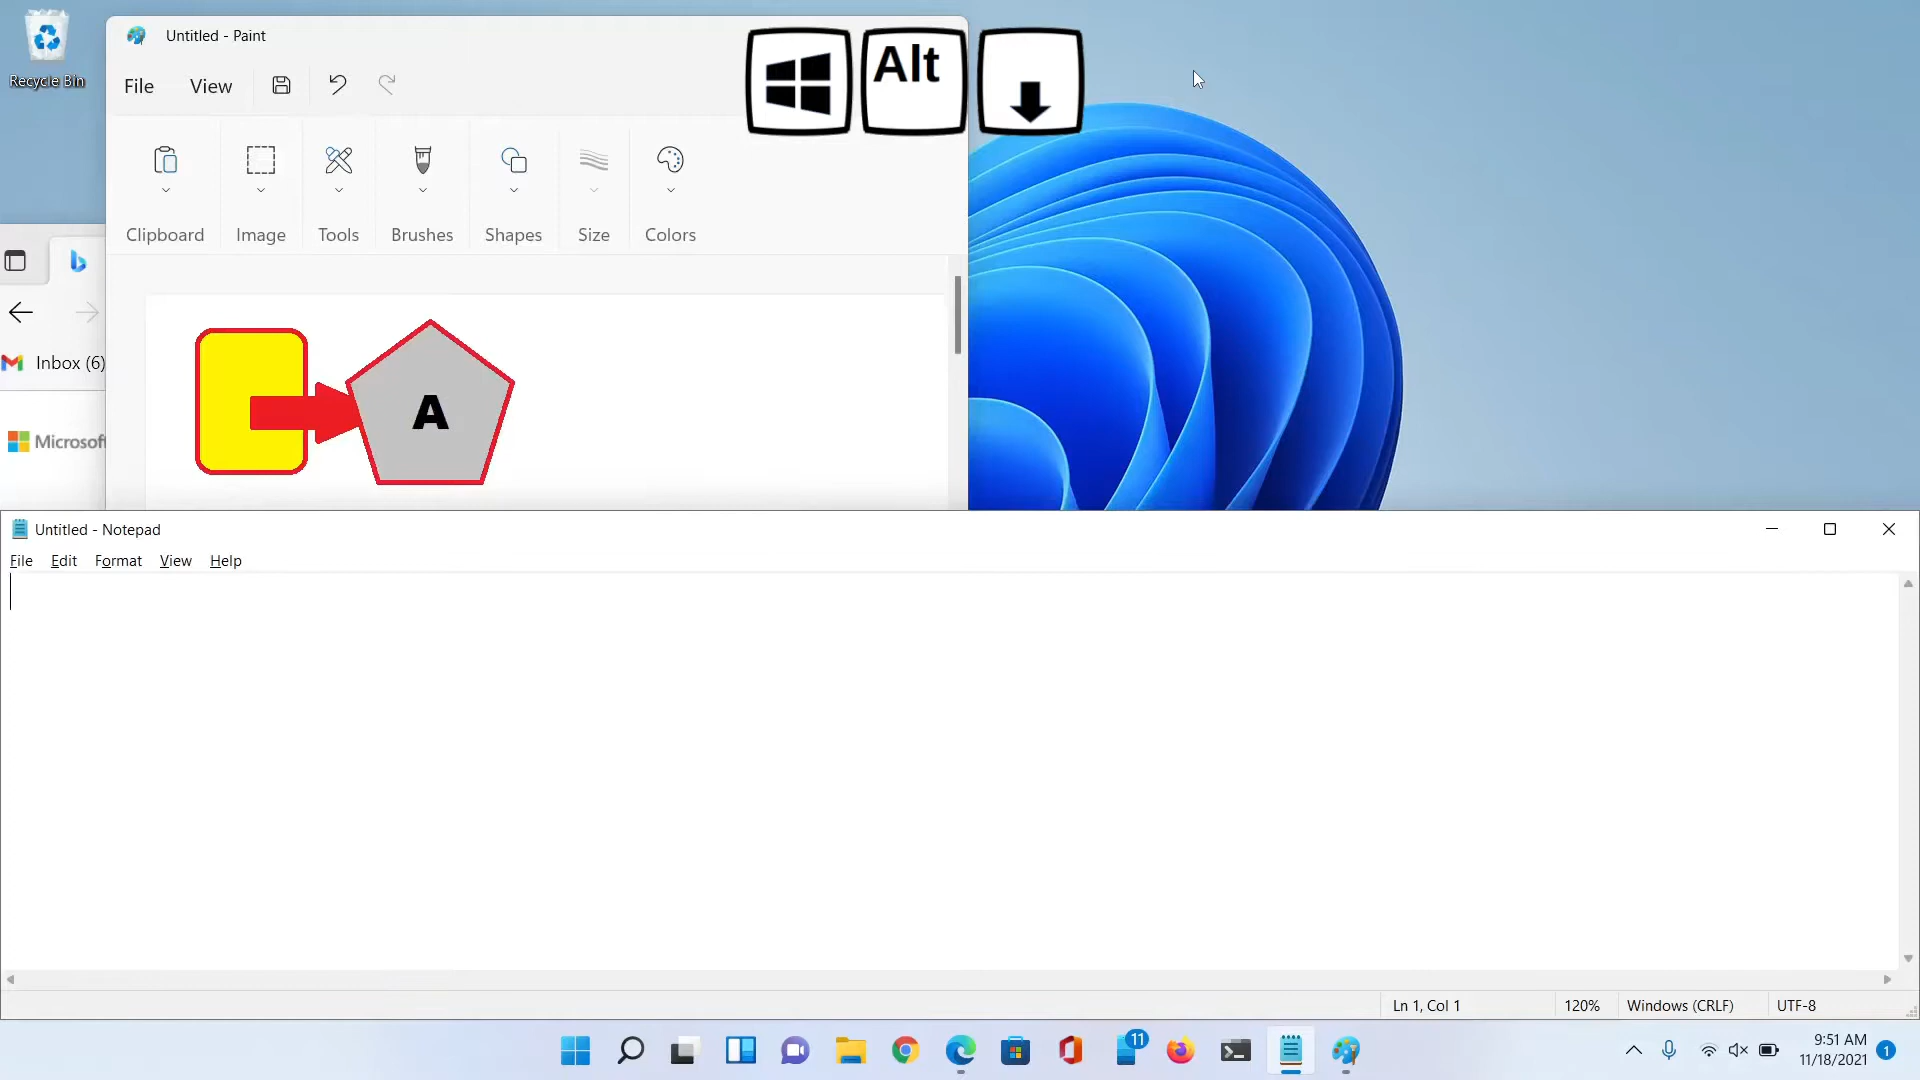 Recycle Bin
Untitled - Paint
File View
Alt
Clipboard Image Tools Brushes Shapes Size Colors
Inbox (6)
A
Microsoft
Untitled - Notepad
File Edit Format View Help
Ln 1, Col 1 120% Windows (CRLF) UTF-8
11
9:51 AM
11/18/2021
1